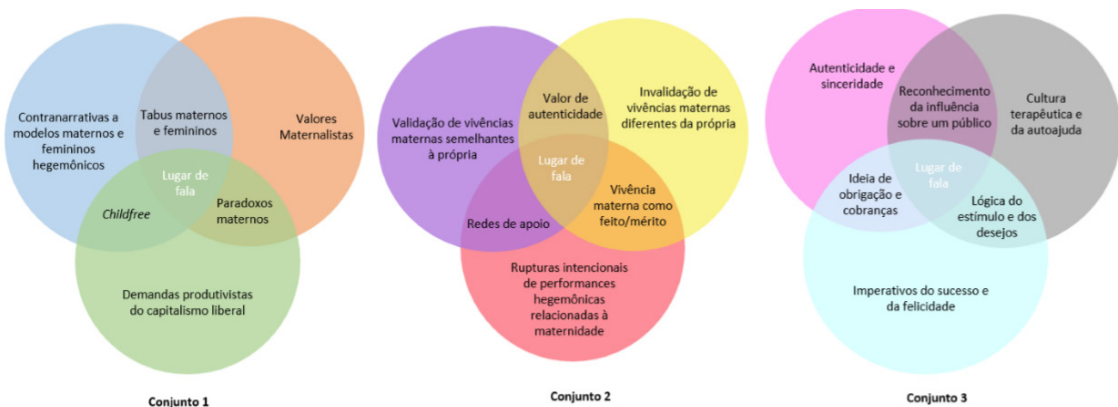 Contranarrativas a
modelos maternos e
femininos
hegemônicos
Tabus maternos
e femininos
Valores
Maternalistas
Lugar de
fala
Childfree
Paradoxos
maternos
Demandas produtivistas
do capitalismo liberal
Conjunto 1
Validação de vivências
maternas semelhantes
à própria
Valor de
autenticidade
Invalidação de
vivências maternas
diferentes da própria
Lugar de
fala
Redes de apoio
Vivência
materna como
feito/mérito
Rupturas intencionais
de performances
hegemônicas
relacionadas à
maternidade
Conjunto 2
Autenticidade e
sinceridade
Reconhecimento
da influência
sobre um público
Cultura
terapêutica e
da autoajuda
Lugar de
fala
Ideia de
obrigação e
cobranças
Lógica do
estímulo e dos
desejos
Imperativos do sucesso e
da felicidade
Conjunto 3